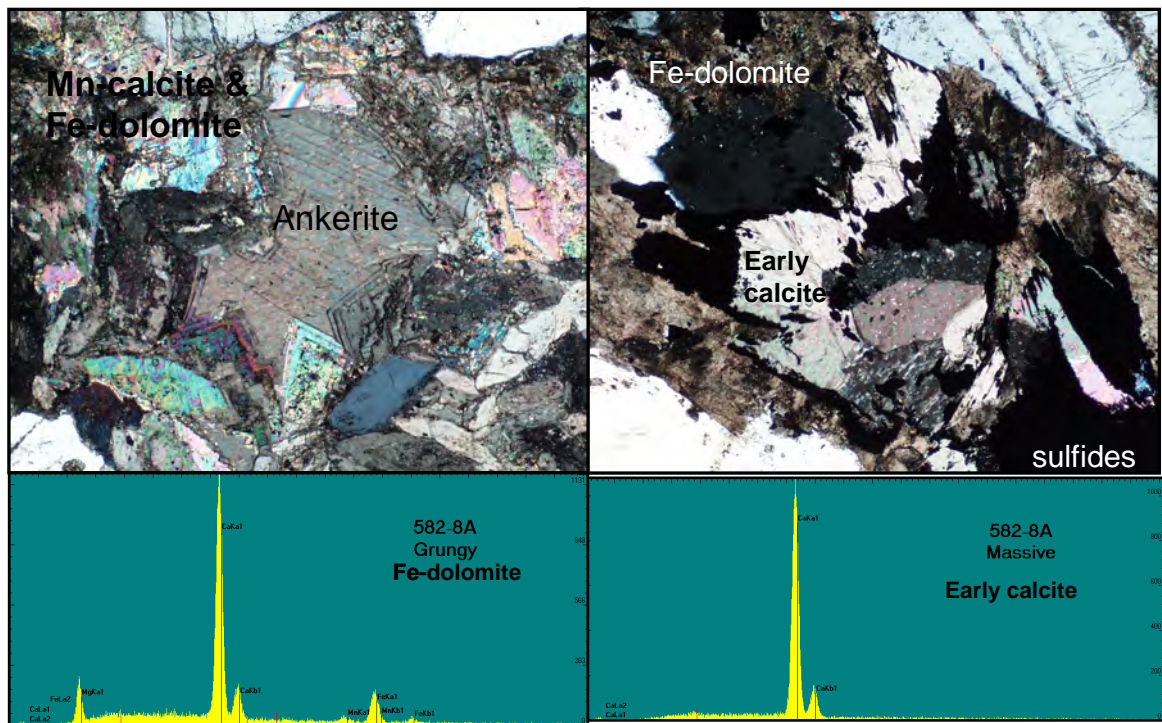 Mn-calcite &
Fe-dolomite
Ankerite
Fe-dolomite
Early
calcite
sulfides
1131
848
566
283
582-8A
Grungy
Fe-dolomite
CaKa1
CaKb1
FeLa2
MgKa1
CaLa1
CaLa2
MnKa1
FeKa1
MnKb1
FeKb1
1000
800
600
400
200
0
582-8A
Massive
Early calcite
CaKa1
CaKb1
CaLa2
CaLa1